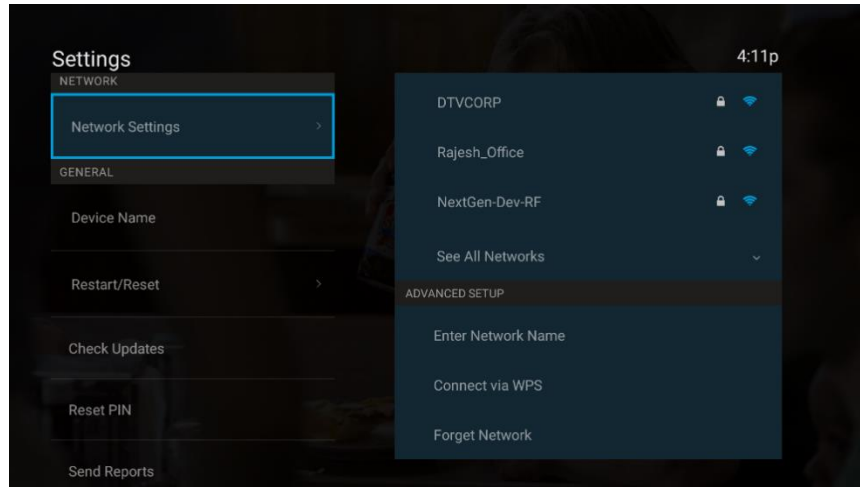 Settings
4:11p
NETWORK
Network Settings
GENERAL
Device Name
Restart/Reset
Check Updates
Reset PIN
Send Reports
DTVCORP
Rajesh_Office
NextGen-Dev-RF
See All Networks
ADVANCED SETUP
Enter Network Name
Connect via WPS
Forget Network